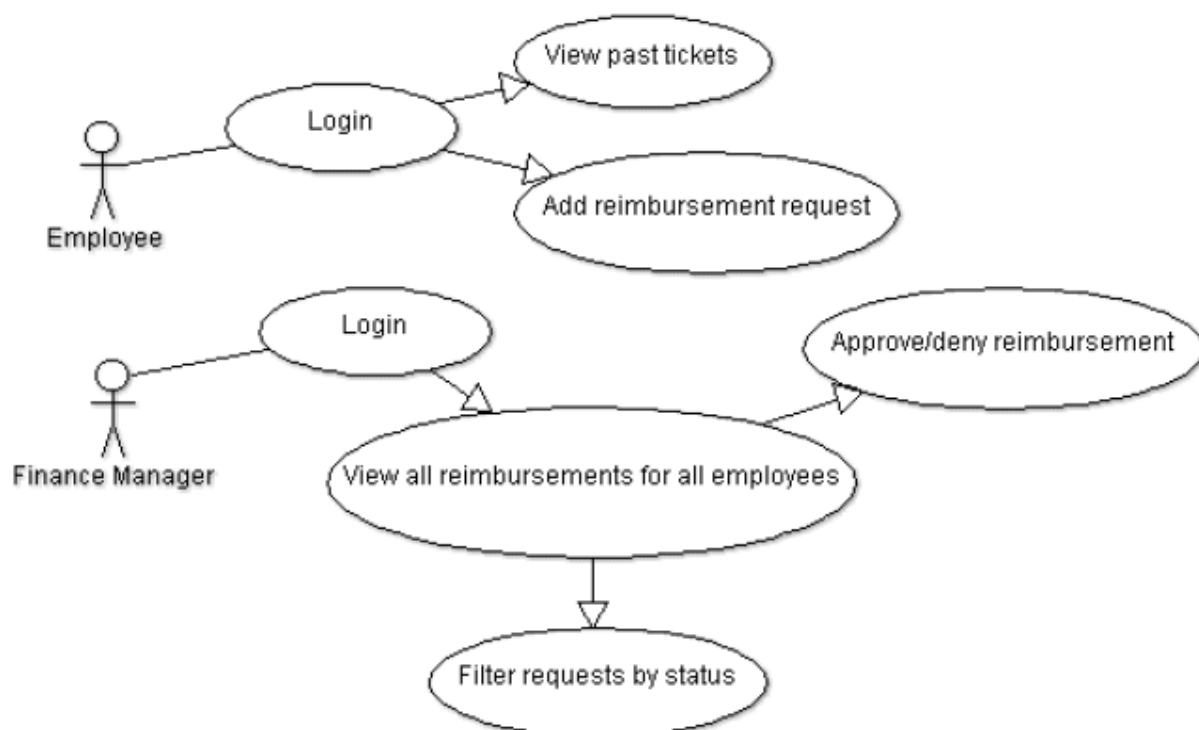 View past tickets
Login
Add reimbursement request
Employee
Login
Approve/deny reimbursement
Finance Manager
View all reimbursements for all employees
Filter requests by status